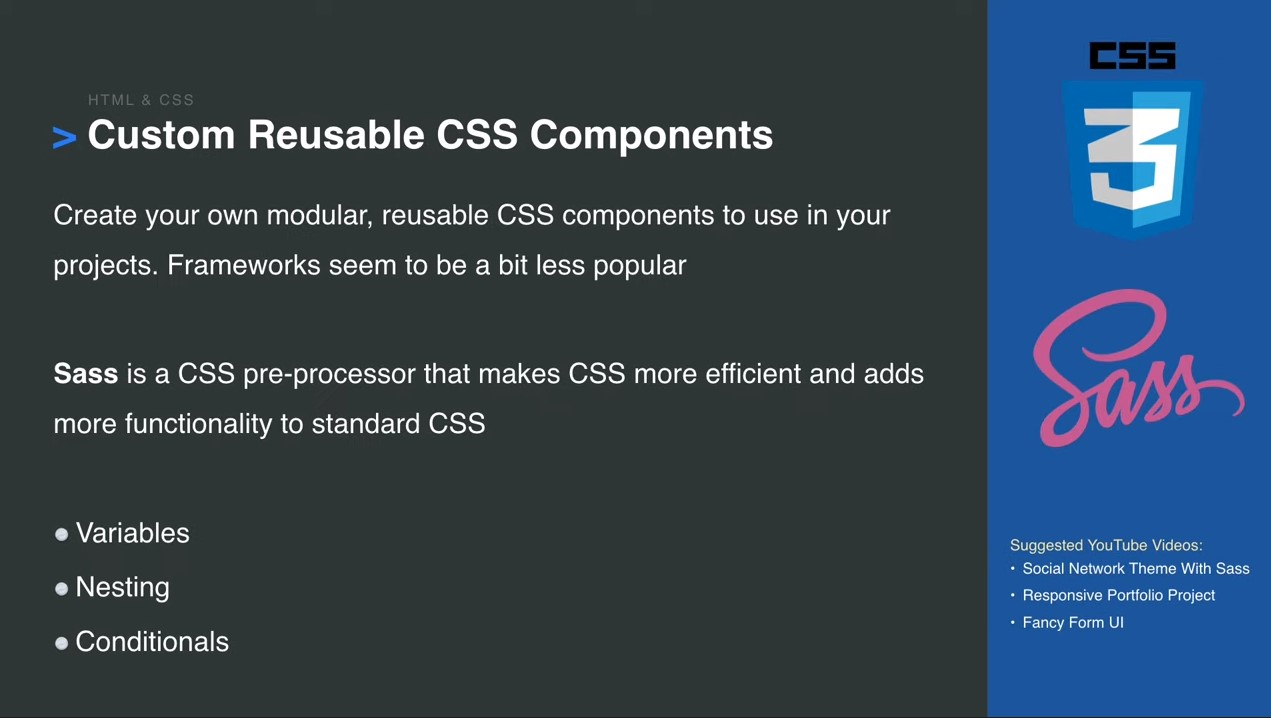 HTML & CSS
> Custom Reusable CSS Components
Create your own modular, reusable CSS components to use in your
projects. Frameworks seem to be a bit less popular
Sass is a CSS pre-processor that makes CSS more efficient and adds
more functionality to standard CSS
Variables
Nesting
Conditionals
CSS
3
Sass
Suggested YouTube Videos:
• Social Network Theme With Sass
• Responsive Portfolio Project
• Fancy Form UI